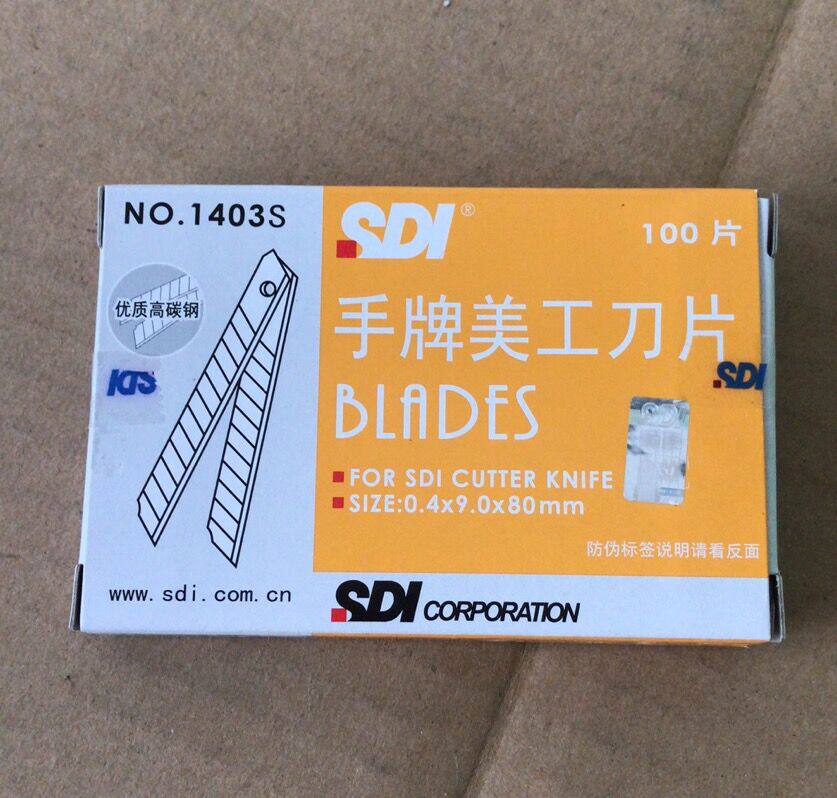 NO.1403S
优质高碳钢
SDI
www.sdi.com.cn
SDI®
100 片
手牌美工刀片
SDI
BLADES
FOR SDI CUTTER KNIFE
SIZE:0.4x9.0x80mm
防伪标签说明请看反面
SDI CORPORATION